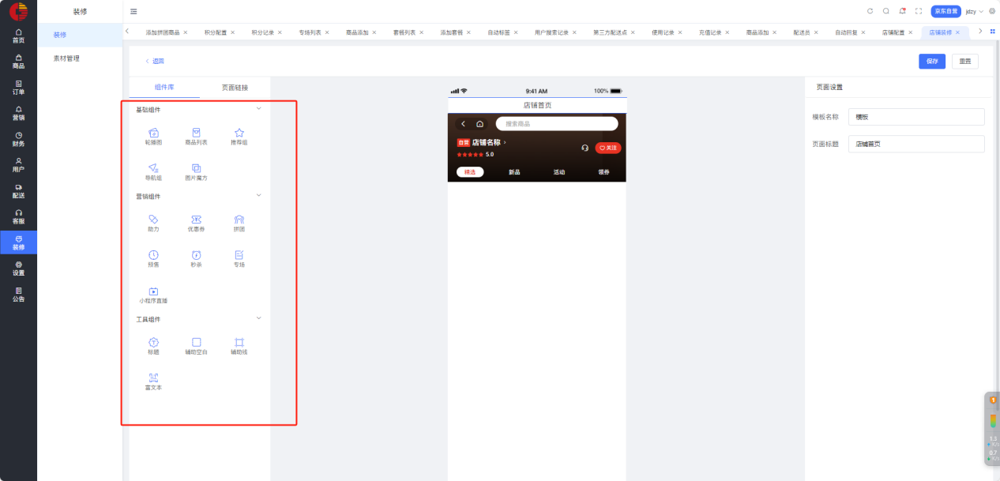 装修
京东自营
jdzy
首页
商品
订单
营销
财务
用户
配送
客服
装修
设置
公告
装修
素材管理
添加拼团商品 × 积分配置 × 积分记录 × 专场列表 × 商品添加 × 套餐列表 × 添加套餐 × 自动标签 × 用户搜索记录 × 第三方配送点 × 使用记录 × 充值记录 × 商品添加 × 配送员 × 自动回复 × 店铺配置 × 店铺装修 ×
返回
保存
重置
组件库 页面链接
基础组件
轮播图 商品列表 推荐组
导航组 图片魔方
营销组件
助力 优惠券 拼团
预售 秒杀 专场
小程序直播
工具组件
标题 辅助空白 辅助线
富文本
9:41 AM 100%
店铺首页
搜索商品
自营 店铺名称 ›
5.0
关注
精选 新品 活动 领券
页面设置
模板名称 模板
页面标题 店铺首页
1
1.3
0.7